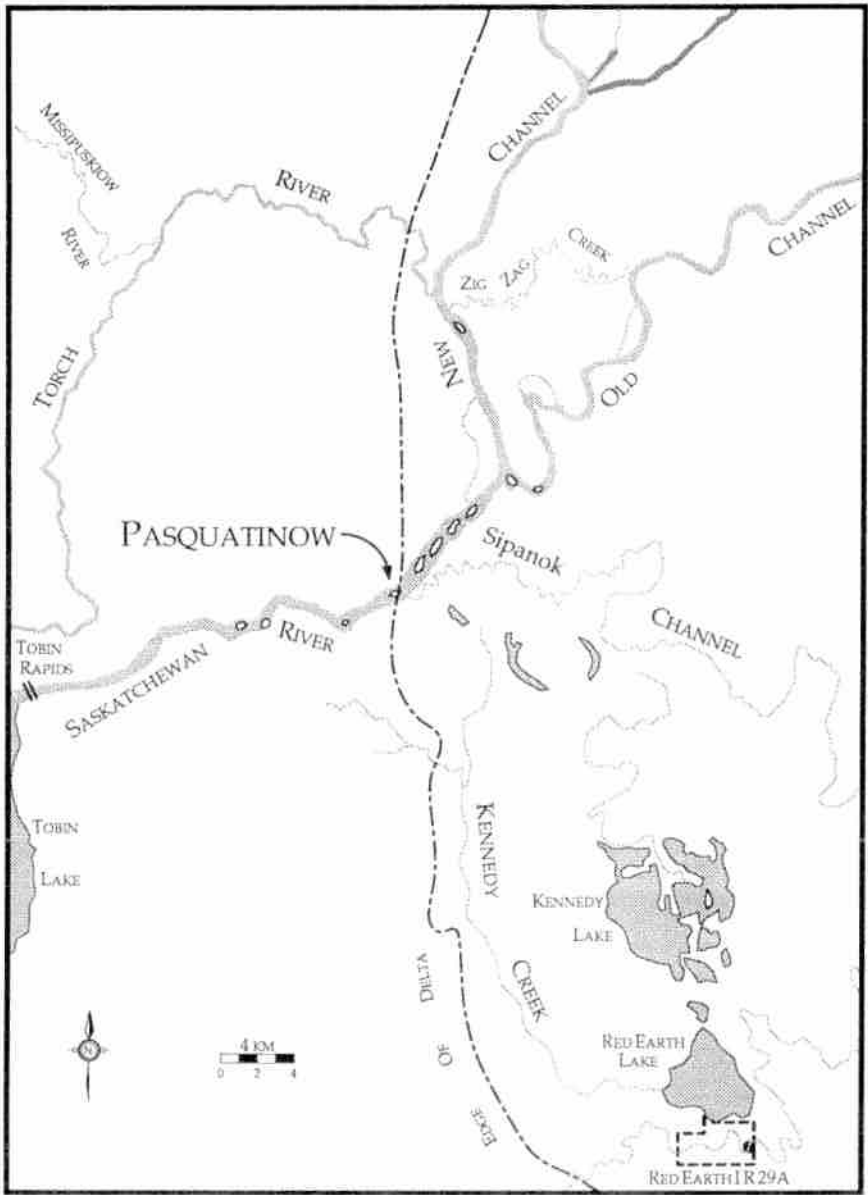 CHANNEL
MISSIPUSKIOW
RIVER
RIVER
CHANNEL
ZIG ZAG CREEK
TORCH
NEW
OLD
PASQUATINOW
Sipanok
CHANNEL
TOBIN
RAPIDS
SASKATCHEWAN
RIVER
TOBIN
LAKE
KENNEDY
CREEK
KENNEDY
LAKE
EDGE OF DELTA
N
4 KM
0 2 4
RED EARTH
LAKE
RED EARTH I R 29A